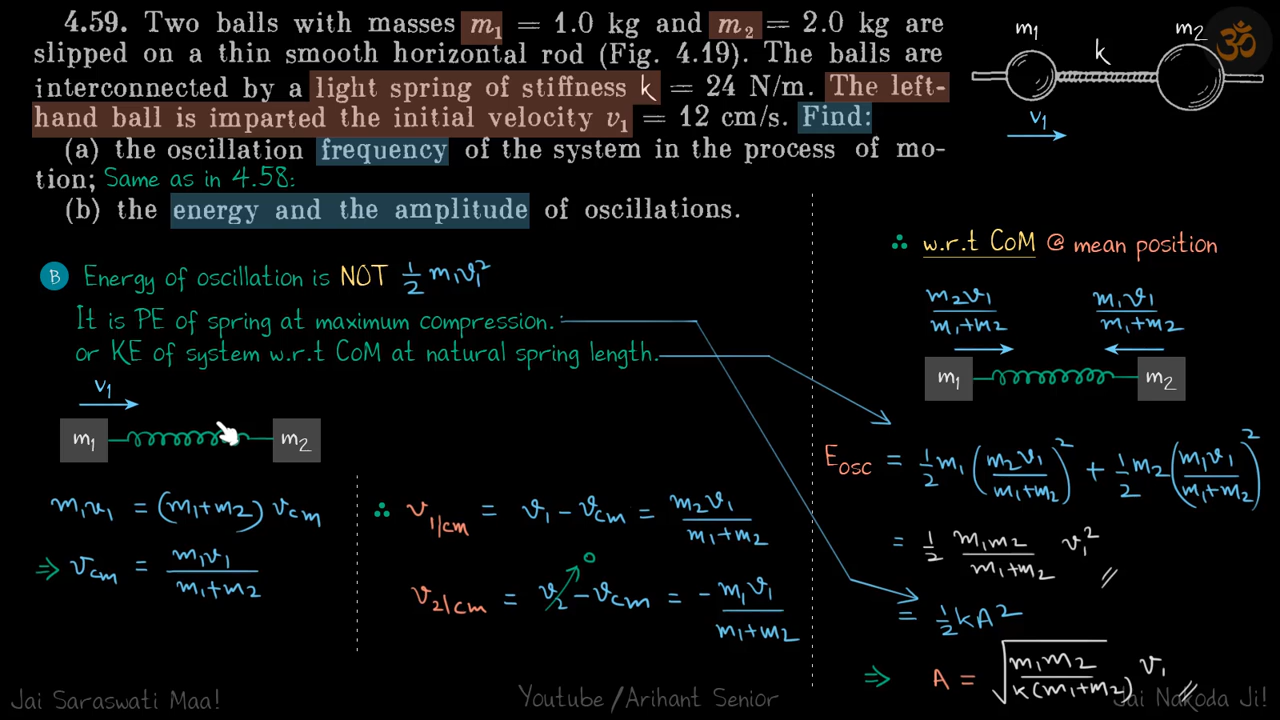 4.59. Two balls with masses m₁ = 1.0 kg and m₂ = 2.0 kg are
slipped on a thin smooth horizontal rod (Fig. 4.19). The balls are
interconnected by a light spring of stiffness k = 24 N/m. The left-
hand ball is imparted the initial velocity v₁ = 12 cm/s. Find:
(a) the oscillation frequency of the system in the process of mo-
tion; Same as in 4.58:
(b) the energy and the amplitude of oscillations.
m₁ k m₂
v₁
ॐ
B Energy of oscillation is NOT 1/2 m₁v₁²
It is PE of spring at maximum compression.
or KE of system w.r.t CoM at natural spring length.
v₁
m₁ m₂
m₁v₁ = (m₁+m₂) vcm
⇒ vcm = m₁v₁/(m₁+m₂)
∴ v₁/cm = v₁ - vcm = m₂v₁/(m₁+m₂)
v₂/cm = v₂ - vcm = - m₁v₁/(m₁+m₂)
0
∴ w.r.t CoM @ mean position
m₂v₁/(m₁+m₂) m₁v₁/(m₁+m₂)
m₁ m₂
Eosc = 1/2 m₁ (m₂v₁/(m₁+m₂))² + 1/2 m₂ (m₁v₁/(m₁+m₂))²
= 1/2 m₁m₂/(m₁+m₂) v₁² //
= 1/2 kA²
⇒ A = √(m₁m₂/(k(m₁+m₂))) v₁ //
Jai Saraswati Maa!
Youtube /Arihant Senior
Jai Nakoda Ji!